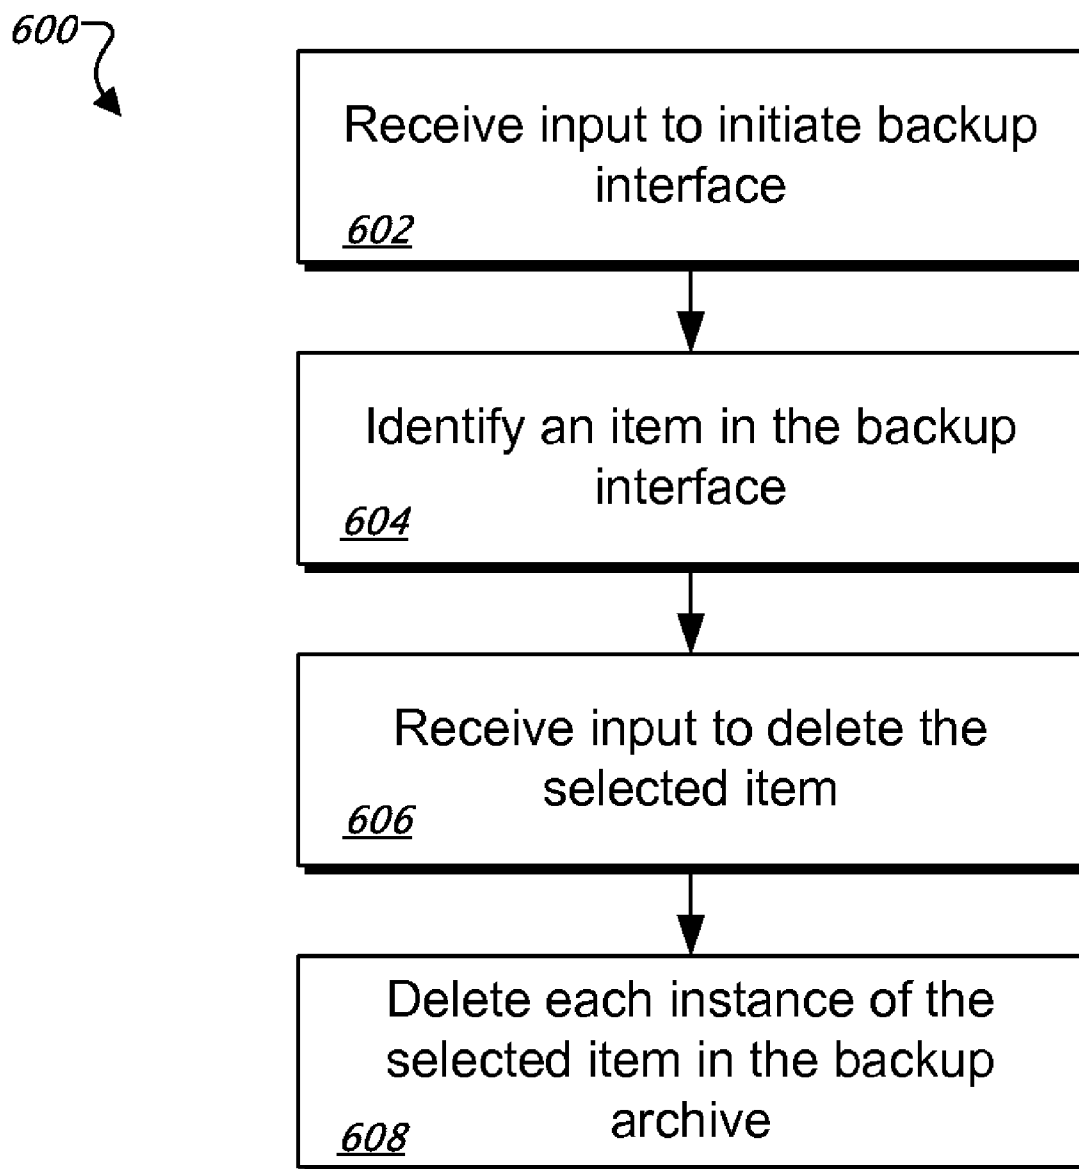 600
Receive input to initiate backup
interface
602
Identify an item in the backup
interface
604
Receive input to delete the
selected item
606
Delete each instance of the
selected item in the backup
archive
608